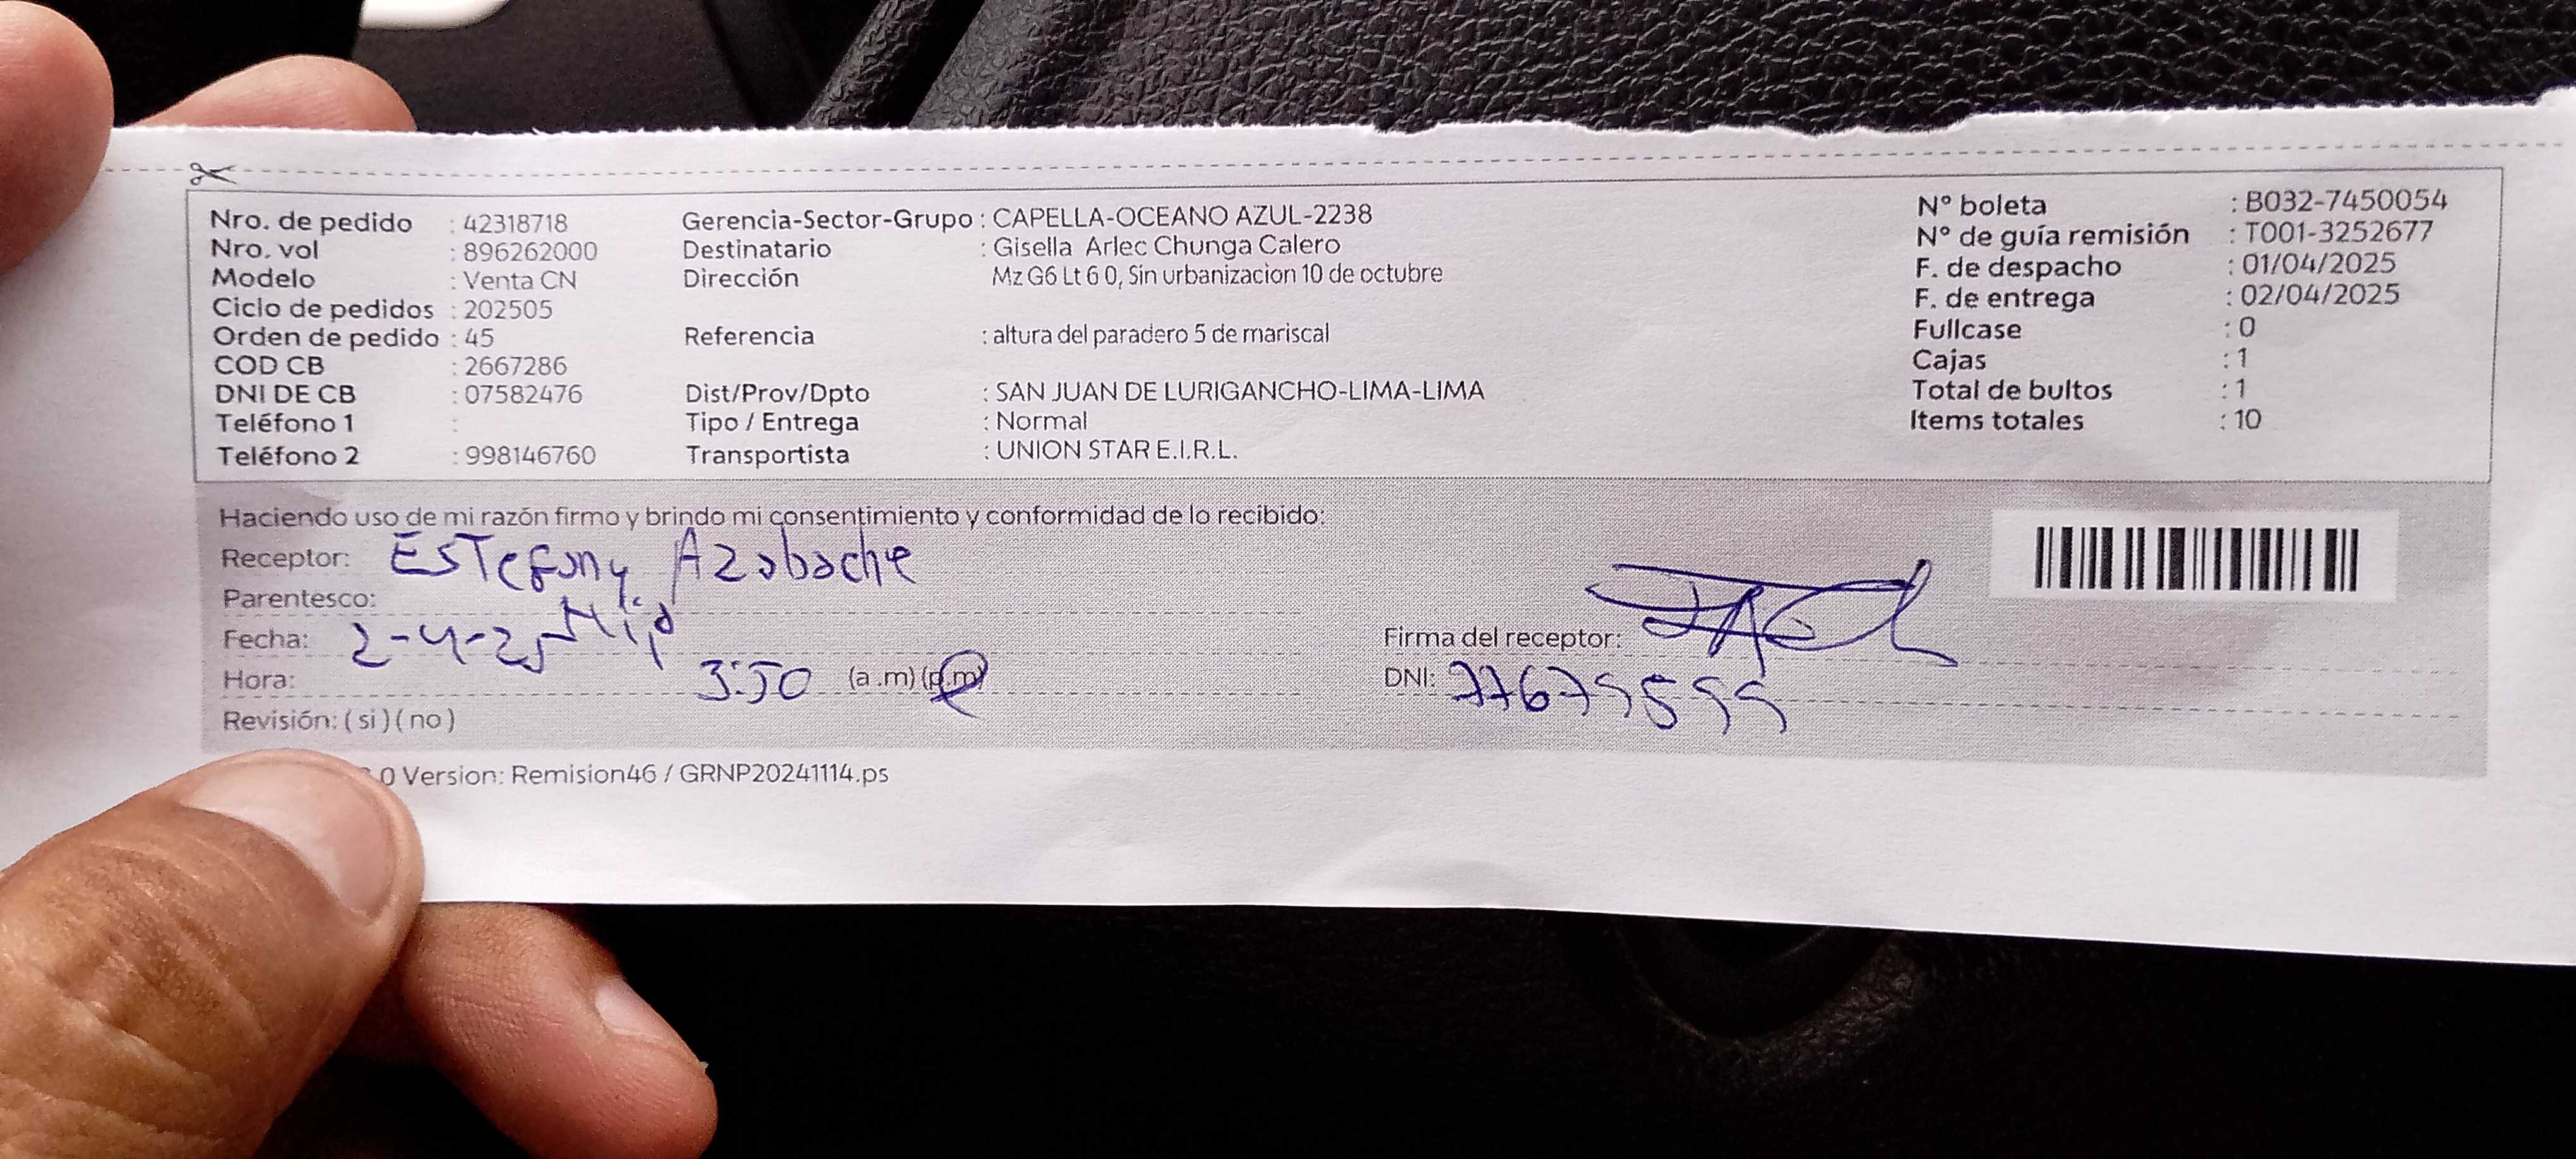 Nro. de pedido : 42318718
Nro. vol : 896262000
Modelo : Venta CN
Ciclo de pedidos : 202505
Orden de pedido : 45
COD CB : 2667286
DNI DE CB : 07582476
Teléfono 1 :
Teléfono 2 : 998146760
Gerencia-Sector-Grupo : CAPELLA-OCEANO AZUL-2238
Destinatario : Gisella Arlec Chunga Calero
Dirección Mz G6 Lt 6 0, Sin urbanizacion 10 de octubre
Referencia : altura del paradero 5 de mariscal
Dist/Prov/Dpto : SAN JUAN DE LURIGANCHO-LIMA-LIMA
Tipo / Entrega : Normal
Transportista : UNION STAR E.I.R.L.
N° boleta : B032-7450054
N° de guía remisión : T001-3252677
F. de despacho : 01/04/2025
F. de entrega : 02/04/2025
Fullcase : 0
Cajas : 1
Total de bultos : 1
Items totales : 10
Haciendo uso de mi razón firmo y brindo mi consentimiento y conformidad de lo recibido:
Receptor: Estefany Azabache
Parentesco: Hija
Fecha: 2-4-25
Hora: 3:50 (a.m)(p.m)
Revisión: ( si )( no )
Firma del receptor:
DNI:
0 Version: Remision46 / GRNP20241114.ps